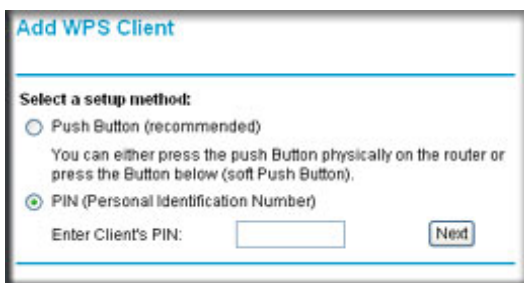 Add WPS Client
Select a setup method:
Push Button (recommended)
You can either press the push Button physically on the router or
press the Button below (soft Push Button).
PIN (Personal Identification Number)
Enter Client's PIN:
Next